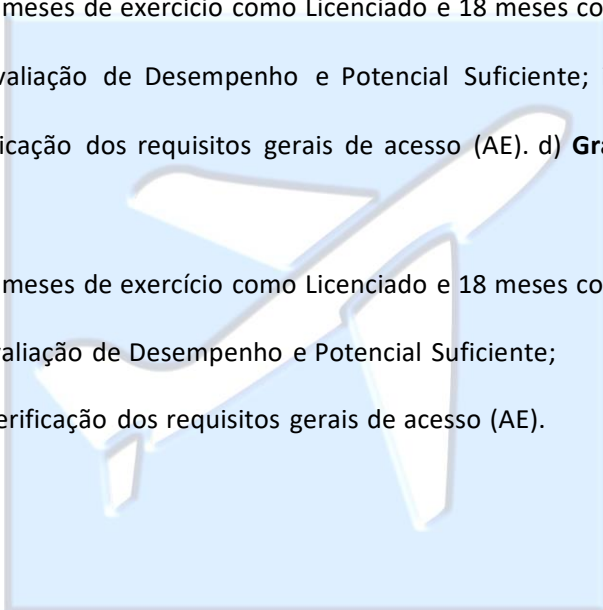 meses de exercício como Licenciado e 18 meses co
valiação de Desempenho e Potencial Suficiente;
icação dos requisitos gerais de acesso (AE). d) Gra
meses de exercício como Licenciado e 18 meses co
valiação de Desempenho e Potencial Suficiente;
erificação dos requisitos gerais de acesso (AE).